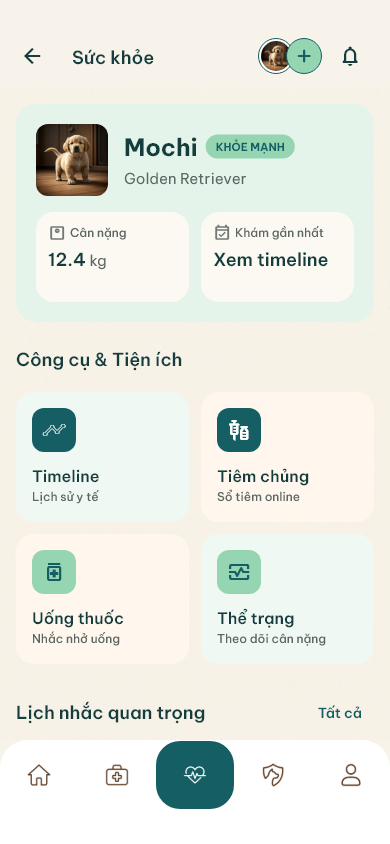 Sức khỏe
Mochi
KHỎE MẠNH
Golden Retriever
Cân nặng
12.4 kg
Khám gần nhất
Xem timeline
Công cụ & Tiện ích
Timeline
Lịch sử y tế
Tiêm chủng
Sổ tiêm online
Uống thuốc
Nhắc nhở uống
Thể trạng
Theo dõi cân nặng
Lịch nhắc quan trọng
Tất cả